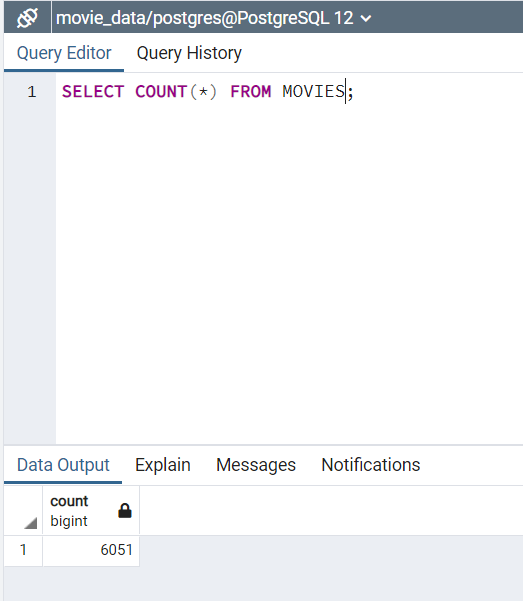 movie_data/postgres@PostgreSQL 12
Query Editor Query History
1 SELECT COUNT(*) FROM MOVIES;
Data Output Explain Messages Notifications
count
bigint
1 6051